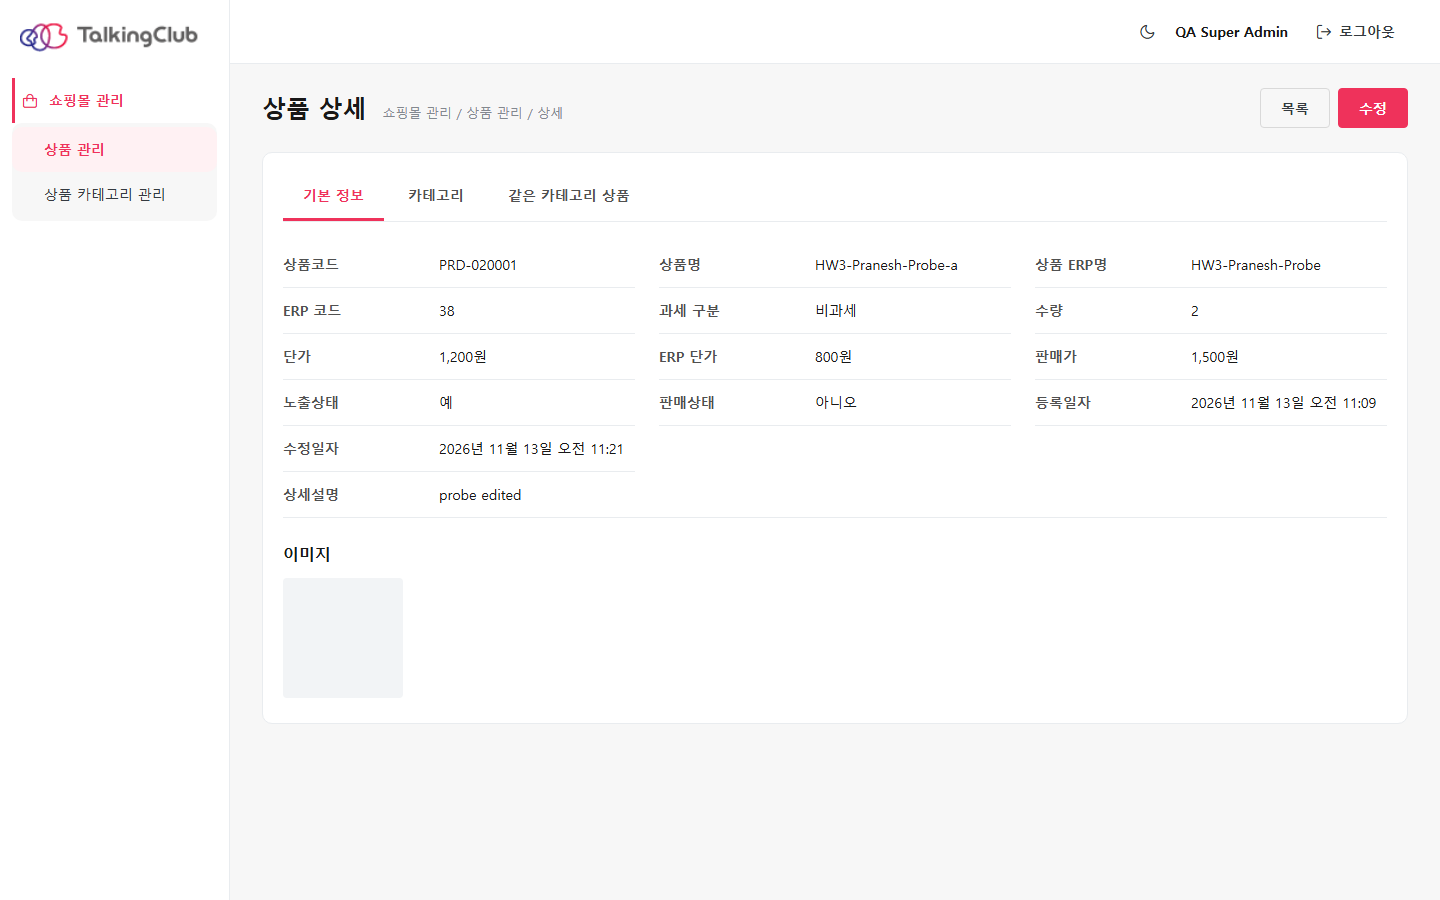 TalkingClub
QA Super Admin
로그아웃
쇼핑몰 관리
상품 관리
상품 카테고리 관리
상품 상세
쇼핑몰 관리 / 상품 관리 / 상세
목록
수정
기본 정보
카테고리
같은 카테고리 상품
상품코드 PRD-020001
상품명 HW3-Pranesh-Probe-a
상품 ERP명 HW3-Pranesh-Probe
ERP 코드 38
과세 구분 비과세
수량 2
단가 1,200원
ERP 단가 800원
판매가 1,500원
노출상태 예
판매상태 아니오
등록일자 2026년 11월 13일 오전 11:09
수정일자 2026년 11월 13일 오전 11:21
상세설명 probe edited
이미지